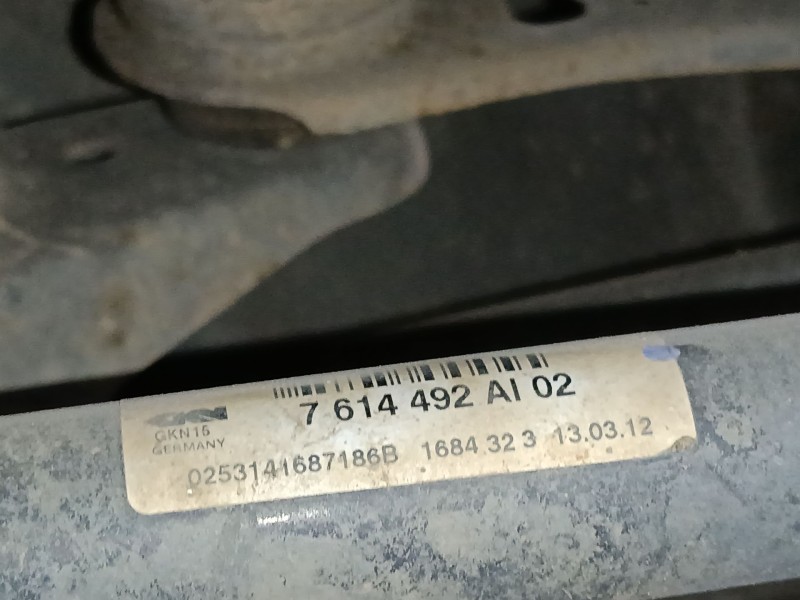 7 614 492 AI 02
GKN
GKN15
GERMANY
0253141687186B 1684 32 3 13.03.12